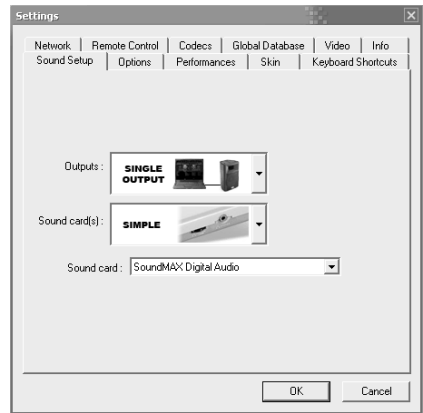 Settings
Network Remote Control Codecs Global Database Video Info
Sound Setup Options Performances Skin Keyboard Shortcuts
Outputs : SINGLE
OUTPUT
Sound card(s) : SIMPLE
Sound card : SoundMAX Digital Audio
OK Cancel